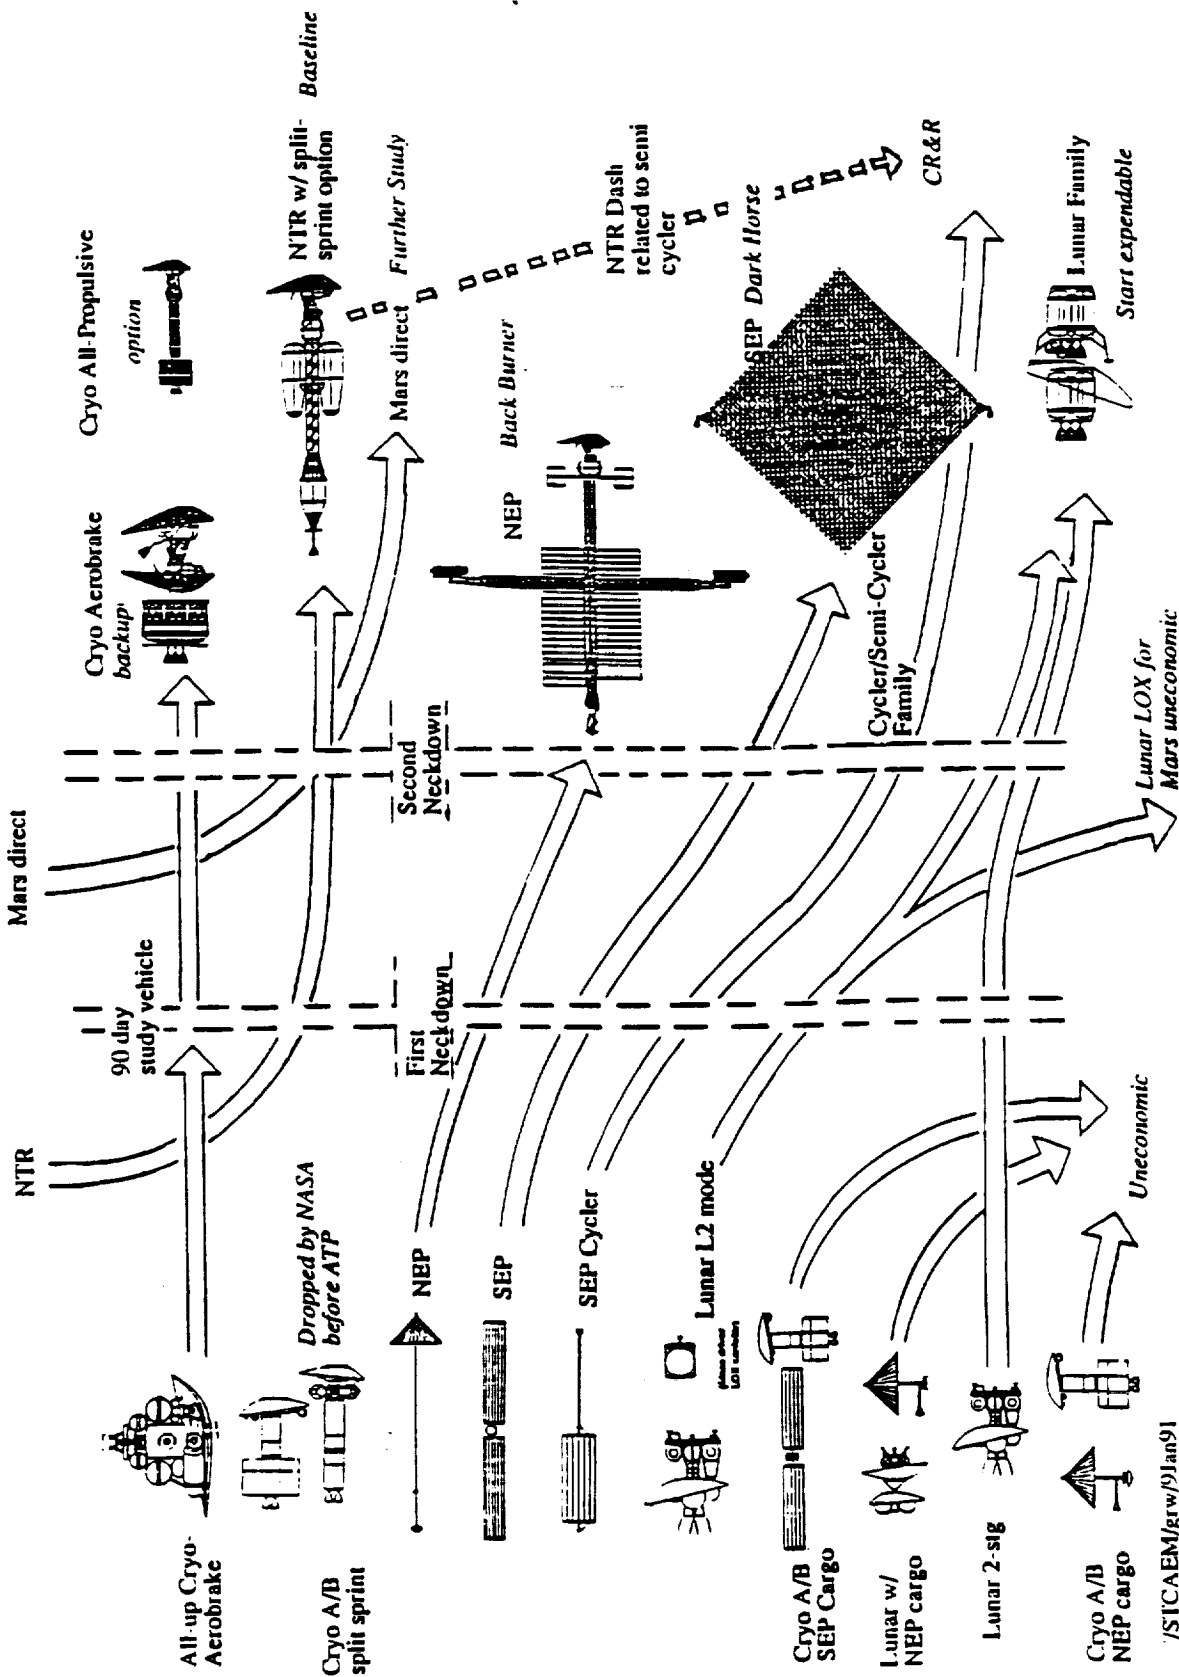 NTR
Mars direct
90 day
study vehicle
All-up Cryo-
Aerobrake
Cryo Aerobrake
backup
Cryo All-Propulsive
option
Cryo A/B
split sprint
Dropped by NASA
before ATP
NTR w/ split-
sprint option
Baseline
Mars direct
Further Study
First
Neckdown
Second
Neckdown
NEP
NEP
Back Burner
SEP
NTR Dash
related to semi
cycler
SEP Cycler
SEP
Dark Horse
Lunar L2 mode
Cryo A/B
SEP Cargo
Cycler/Semi-Cycler
Family
CR&R
Lunar w/
NEP cargo
Lunar 2-stg
Lunar Family
Start expendable
Cryo A/B
NEP cargo
Uneconomic
Lunar LOX for
Mars uneconomic
/STCAEM/grw/9Jan91